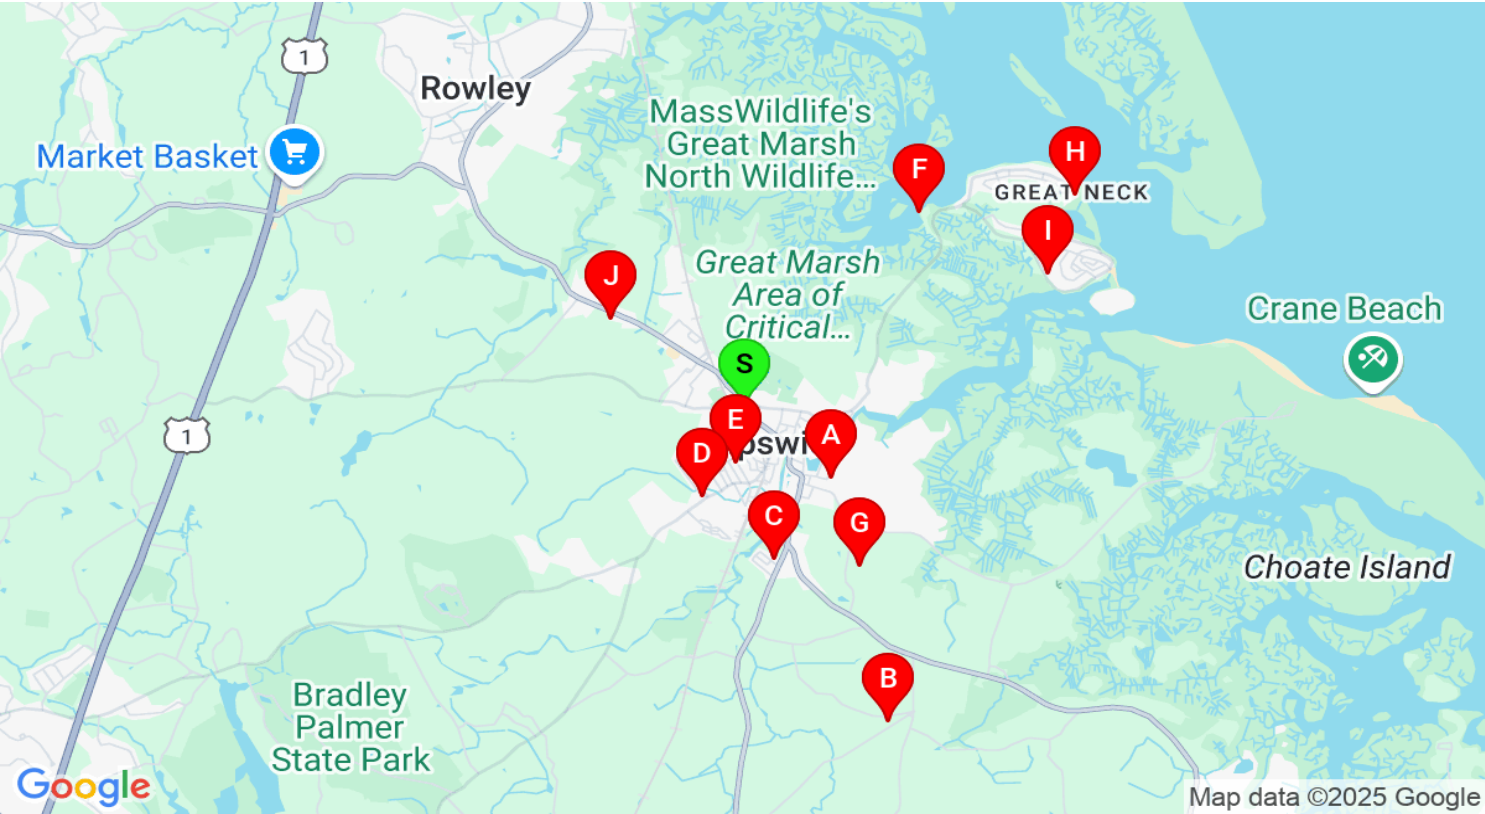 1
Rowley
MassWildlife's
Great Marsh
North Wildlife...
Market Basket
F
H
GREAT NECK
I
Great Marsh
Area of
Critical...
J
Crane Beach
S
1
E
A
D
pswi
C
G
Choate Island
B
Bradley
Palmer
State Park
Google
Map data ©2025 Google